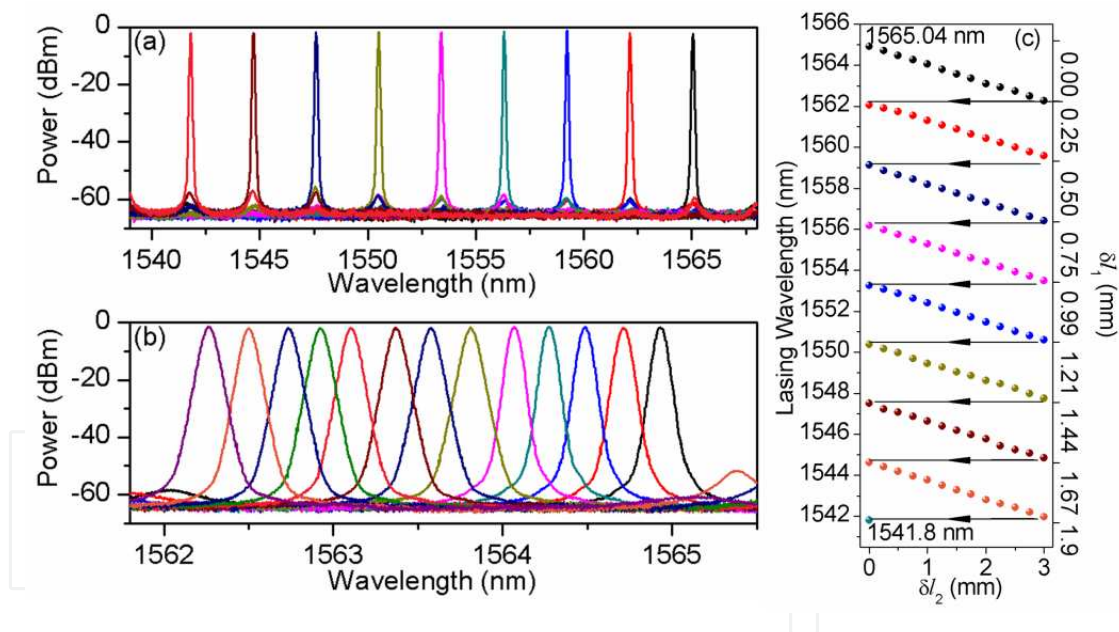 (a)
Power (dBm)
0
-20
-40
-60
1540 1545 1550 1555 1560 1565
Wavelength (nm)
(b)
Power (dBm)
0
-20
-40
-60
1562 1563 1564 1565
Wavelength (nm)
(c)
1565.04 nm
Lasing Wavelength (nm)
1566
1564
1562
1560
1558
1556
1554
1552
1550
1548
1546
1544
1542
1541.8 nm
0 1 2 3
δl2 (mm)
0.00 0.25 0.50 0.75 0.99 1.21 1.44 1.67 1.9
δl1 (mm)